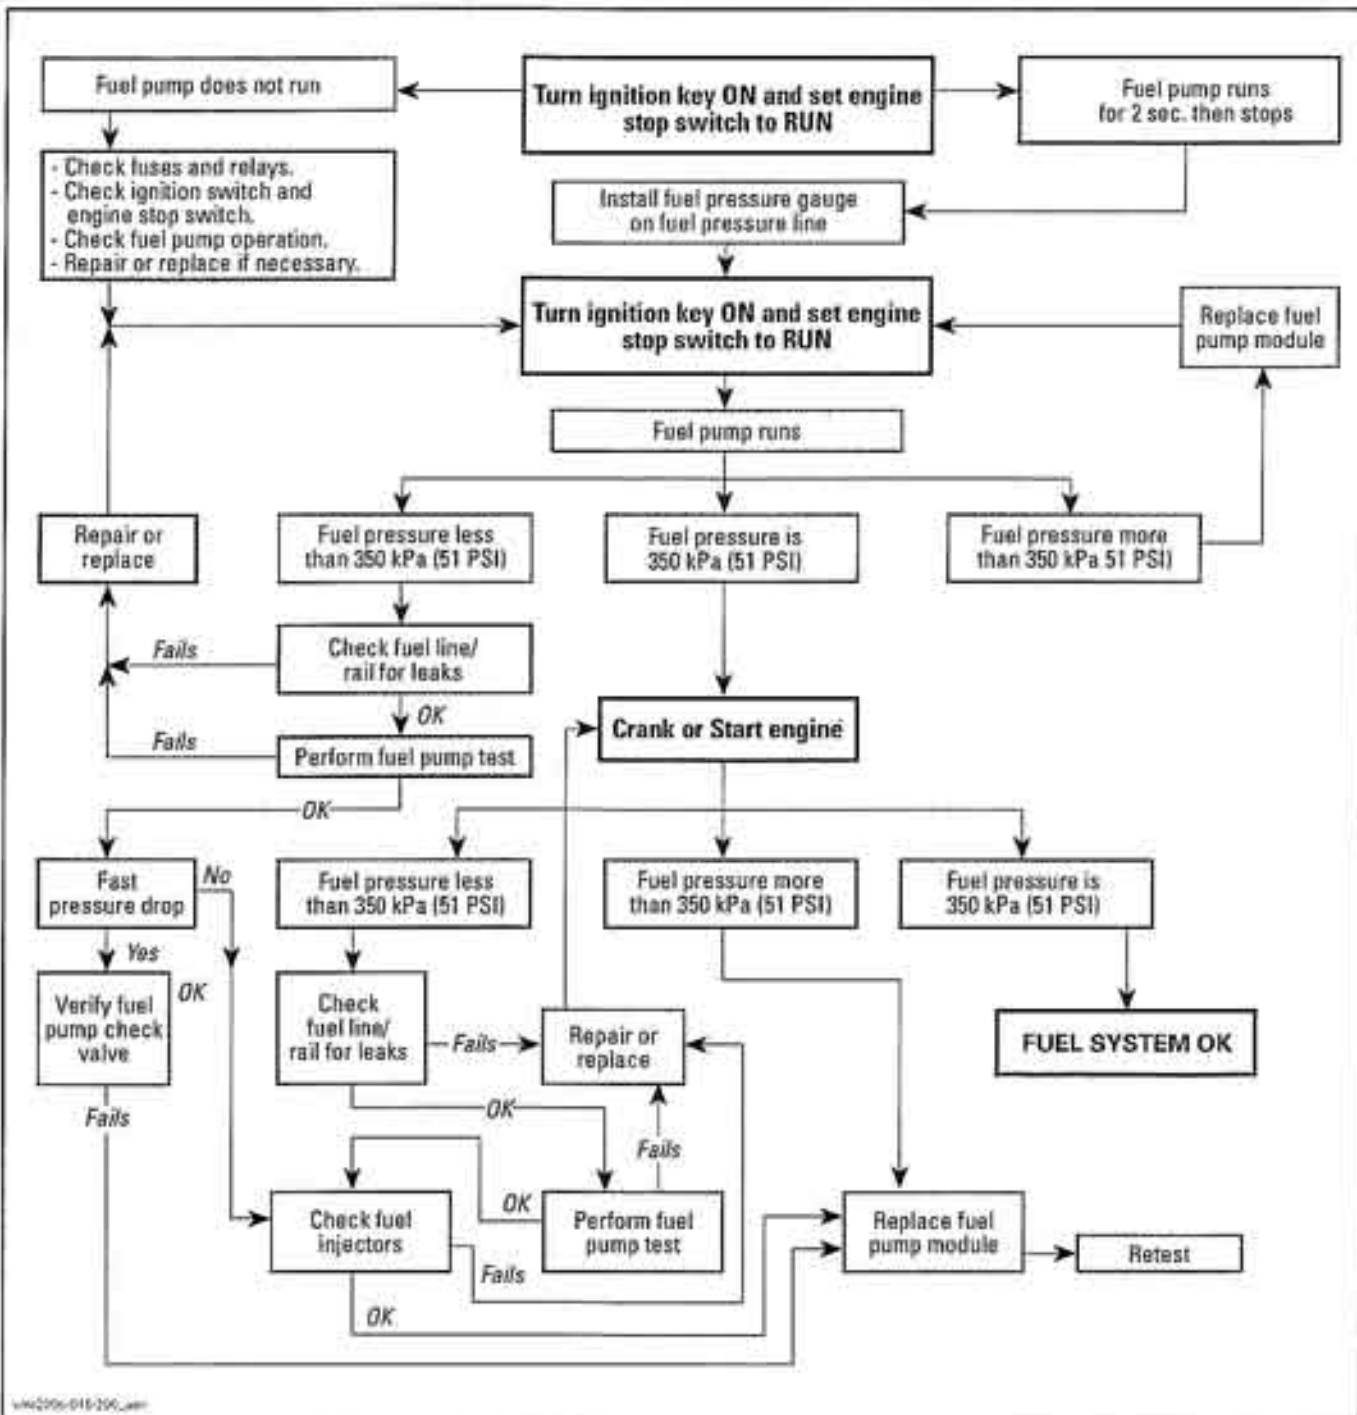 Fuel pump does not run
Turn ignition key ON and set engine
stop switch to RUN
Fuel pump runs
for 2 sec. then stops
- Check fuses and relays.
- Check ignition switch and
engine stop switch.
- Check fuel pump operation.
- Repair or replace if necessary.
Install fuel pressure gauge
on fuel pressure line
Turn ignition key ON and set engine
stop switch to RUN
Replace fuel
pump module
Fuel pump runs
Repair or
replace
Fuel pressure less
than 350 kPa (51 PSI)
Fuel pressure is
350 kPa (51 PSI)
Fuel pressure more
than 350 kPa 51 PSI)
Fails
Check fuel line/
rail for leaks
OK
Fails
Perform fuel pump test
Crank or Start engine
OK
Fast
pressure drop
No
Fuel pressure less
than 350 kPa (51 PSI)
Fuel pressure more
than 350 kPa (51 PSI)
Fuel pressure is
350 kPa (51 PSI)
Yes
OK
Verify fuel
pump check
valve
Check
fuel line/
rail for leaks
Fails
Repair or
replace
FUEL SYSTEM OK
Fails
OK
Fails
Check fuel
injectors
OK
Perform fuel
pump test
Replace fuel
pump module
Retest
Fails
OK